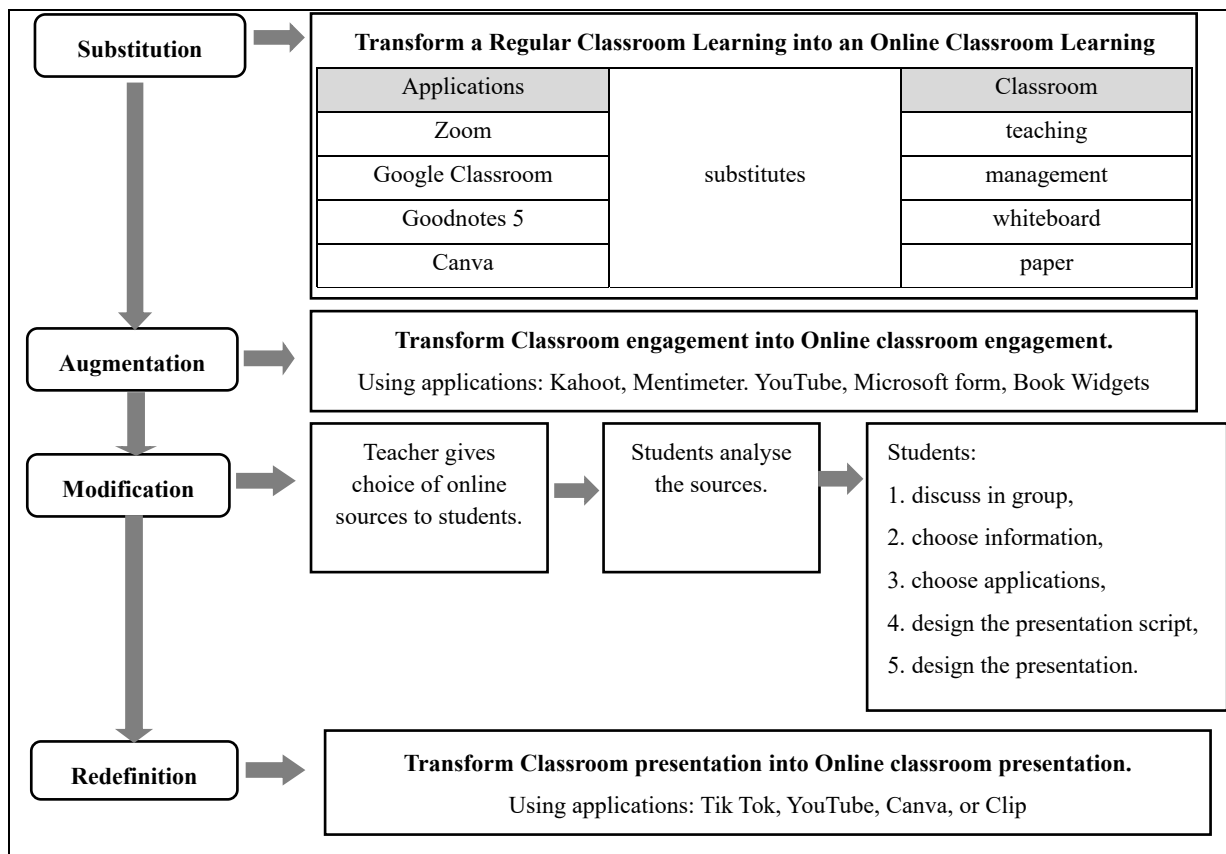 Substitution
Transform a Regular Classroom Learning into an Online Classroom Learning
Applications
Classroom
Zoom
teaching
Google Classroom
substitutes
management
Goodnotes 5
whiteboard
Canva
paper
Augmentation
Transform Classroom engagement into Online classroom engagement.
Using applications: Kahoot, Mentimeter. YouTube, Microsoft form, Book Widgets
Modification
Teacher gives
choice of online
sources to students.
Students analyse
the sources.
Students:
1. discuss in group,
2. choose information,
3. choose applications,
4. design the presentation script,
5. design the presentation.
Redefinition
Transform Classroom presentation into Online classroom presentation.
Using applications: Tik Tok, YouTube, Canva, or Clip